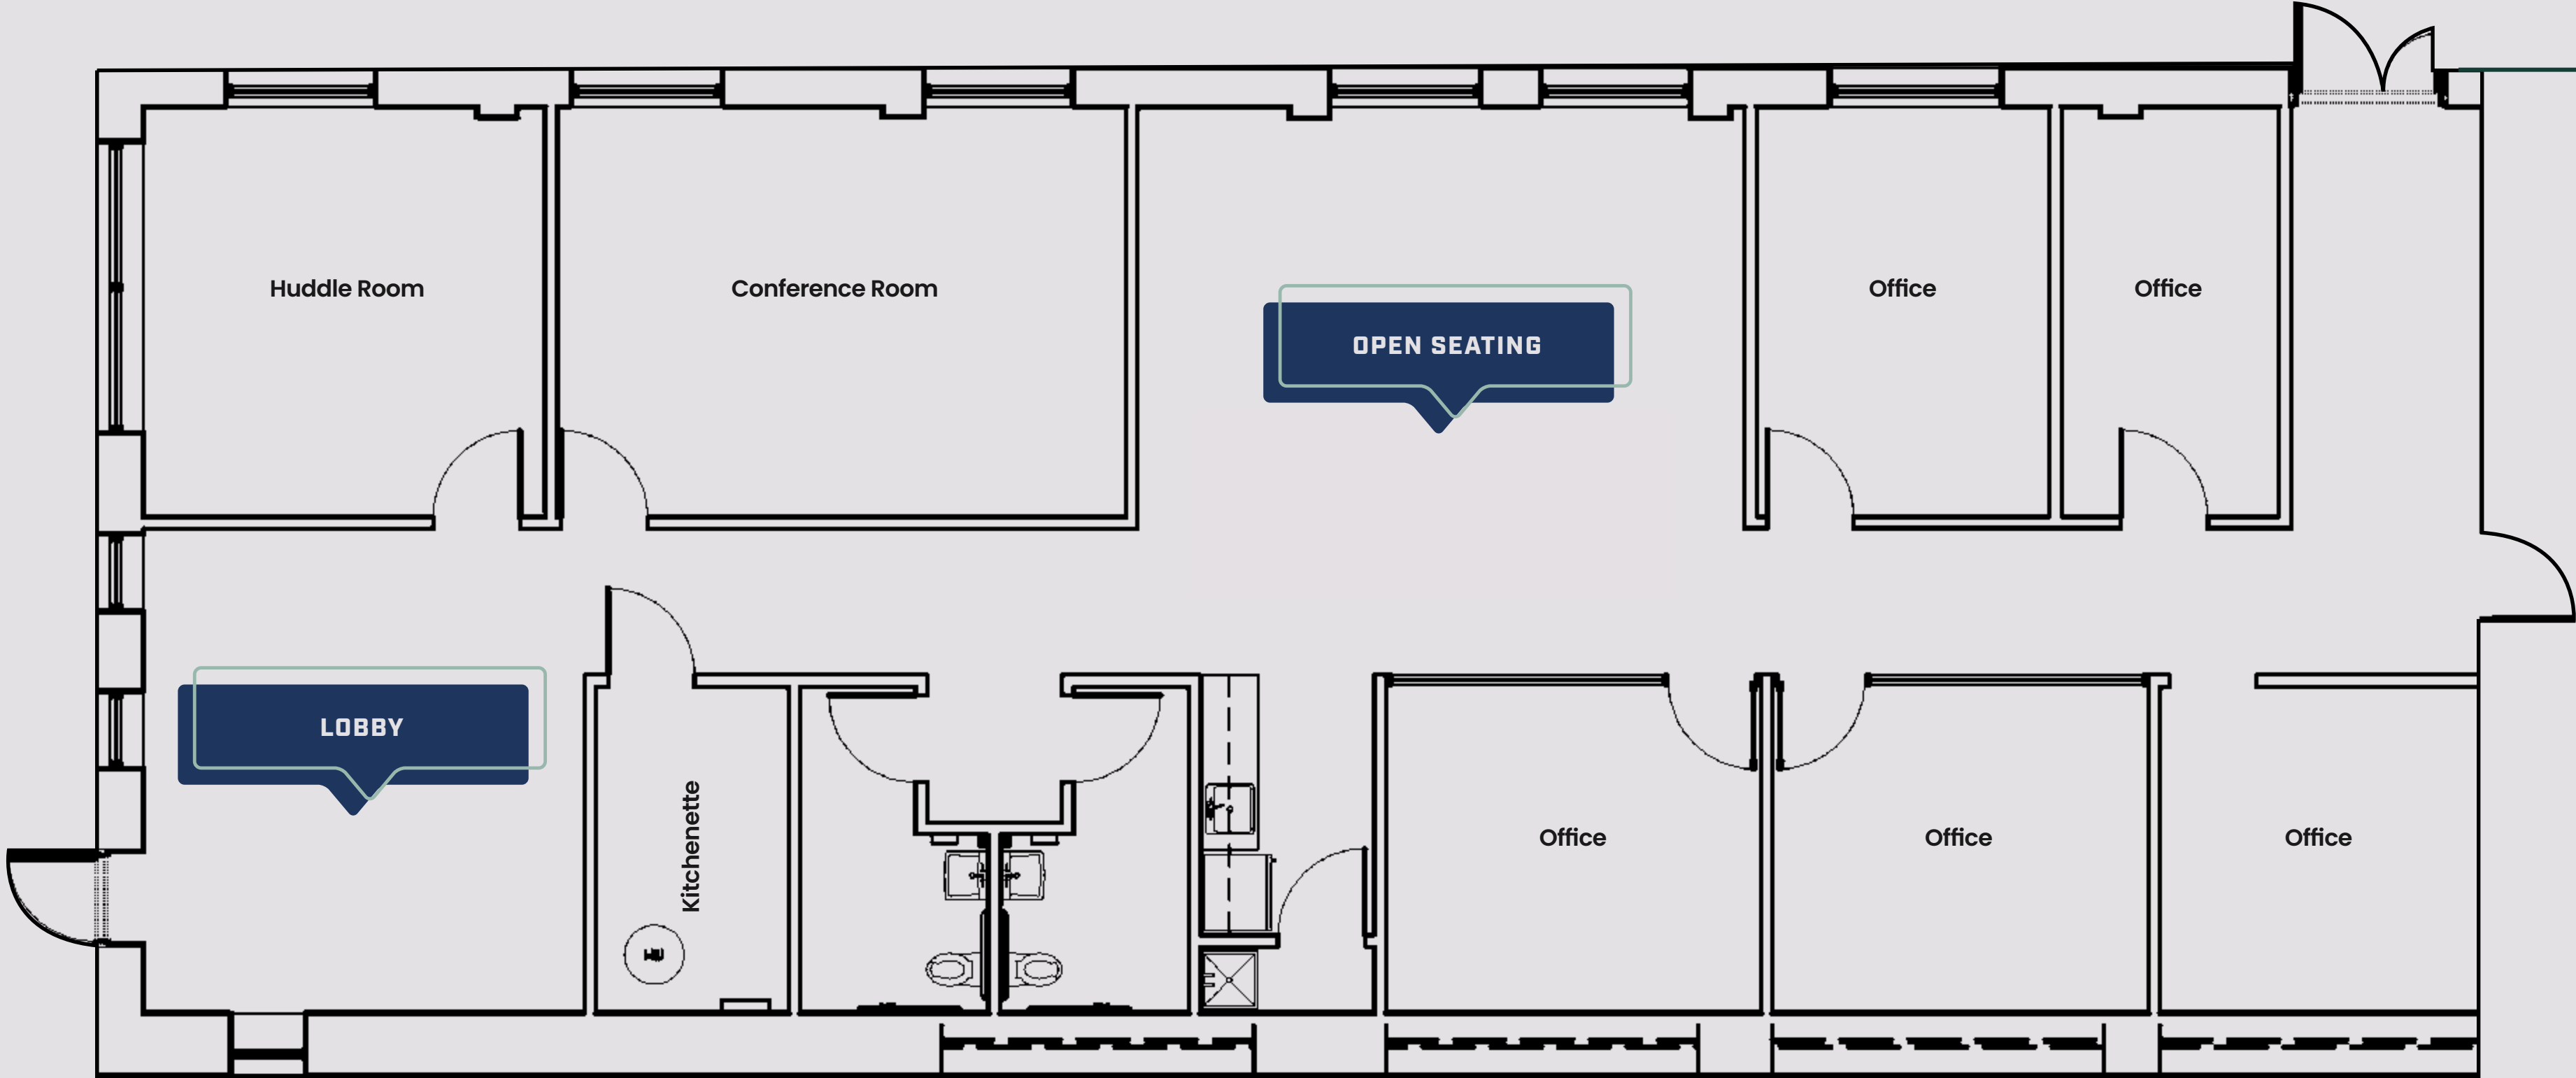 Huddle Room
Conference Room
OPEN SEATING
Office
Office
LOBBY
Kitchenette
Office
Office
Office